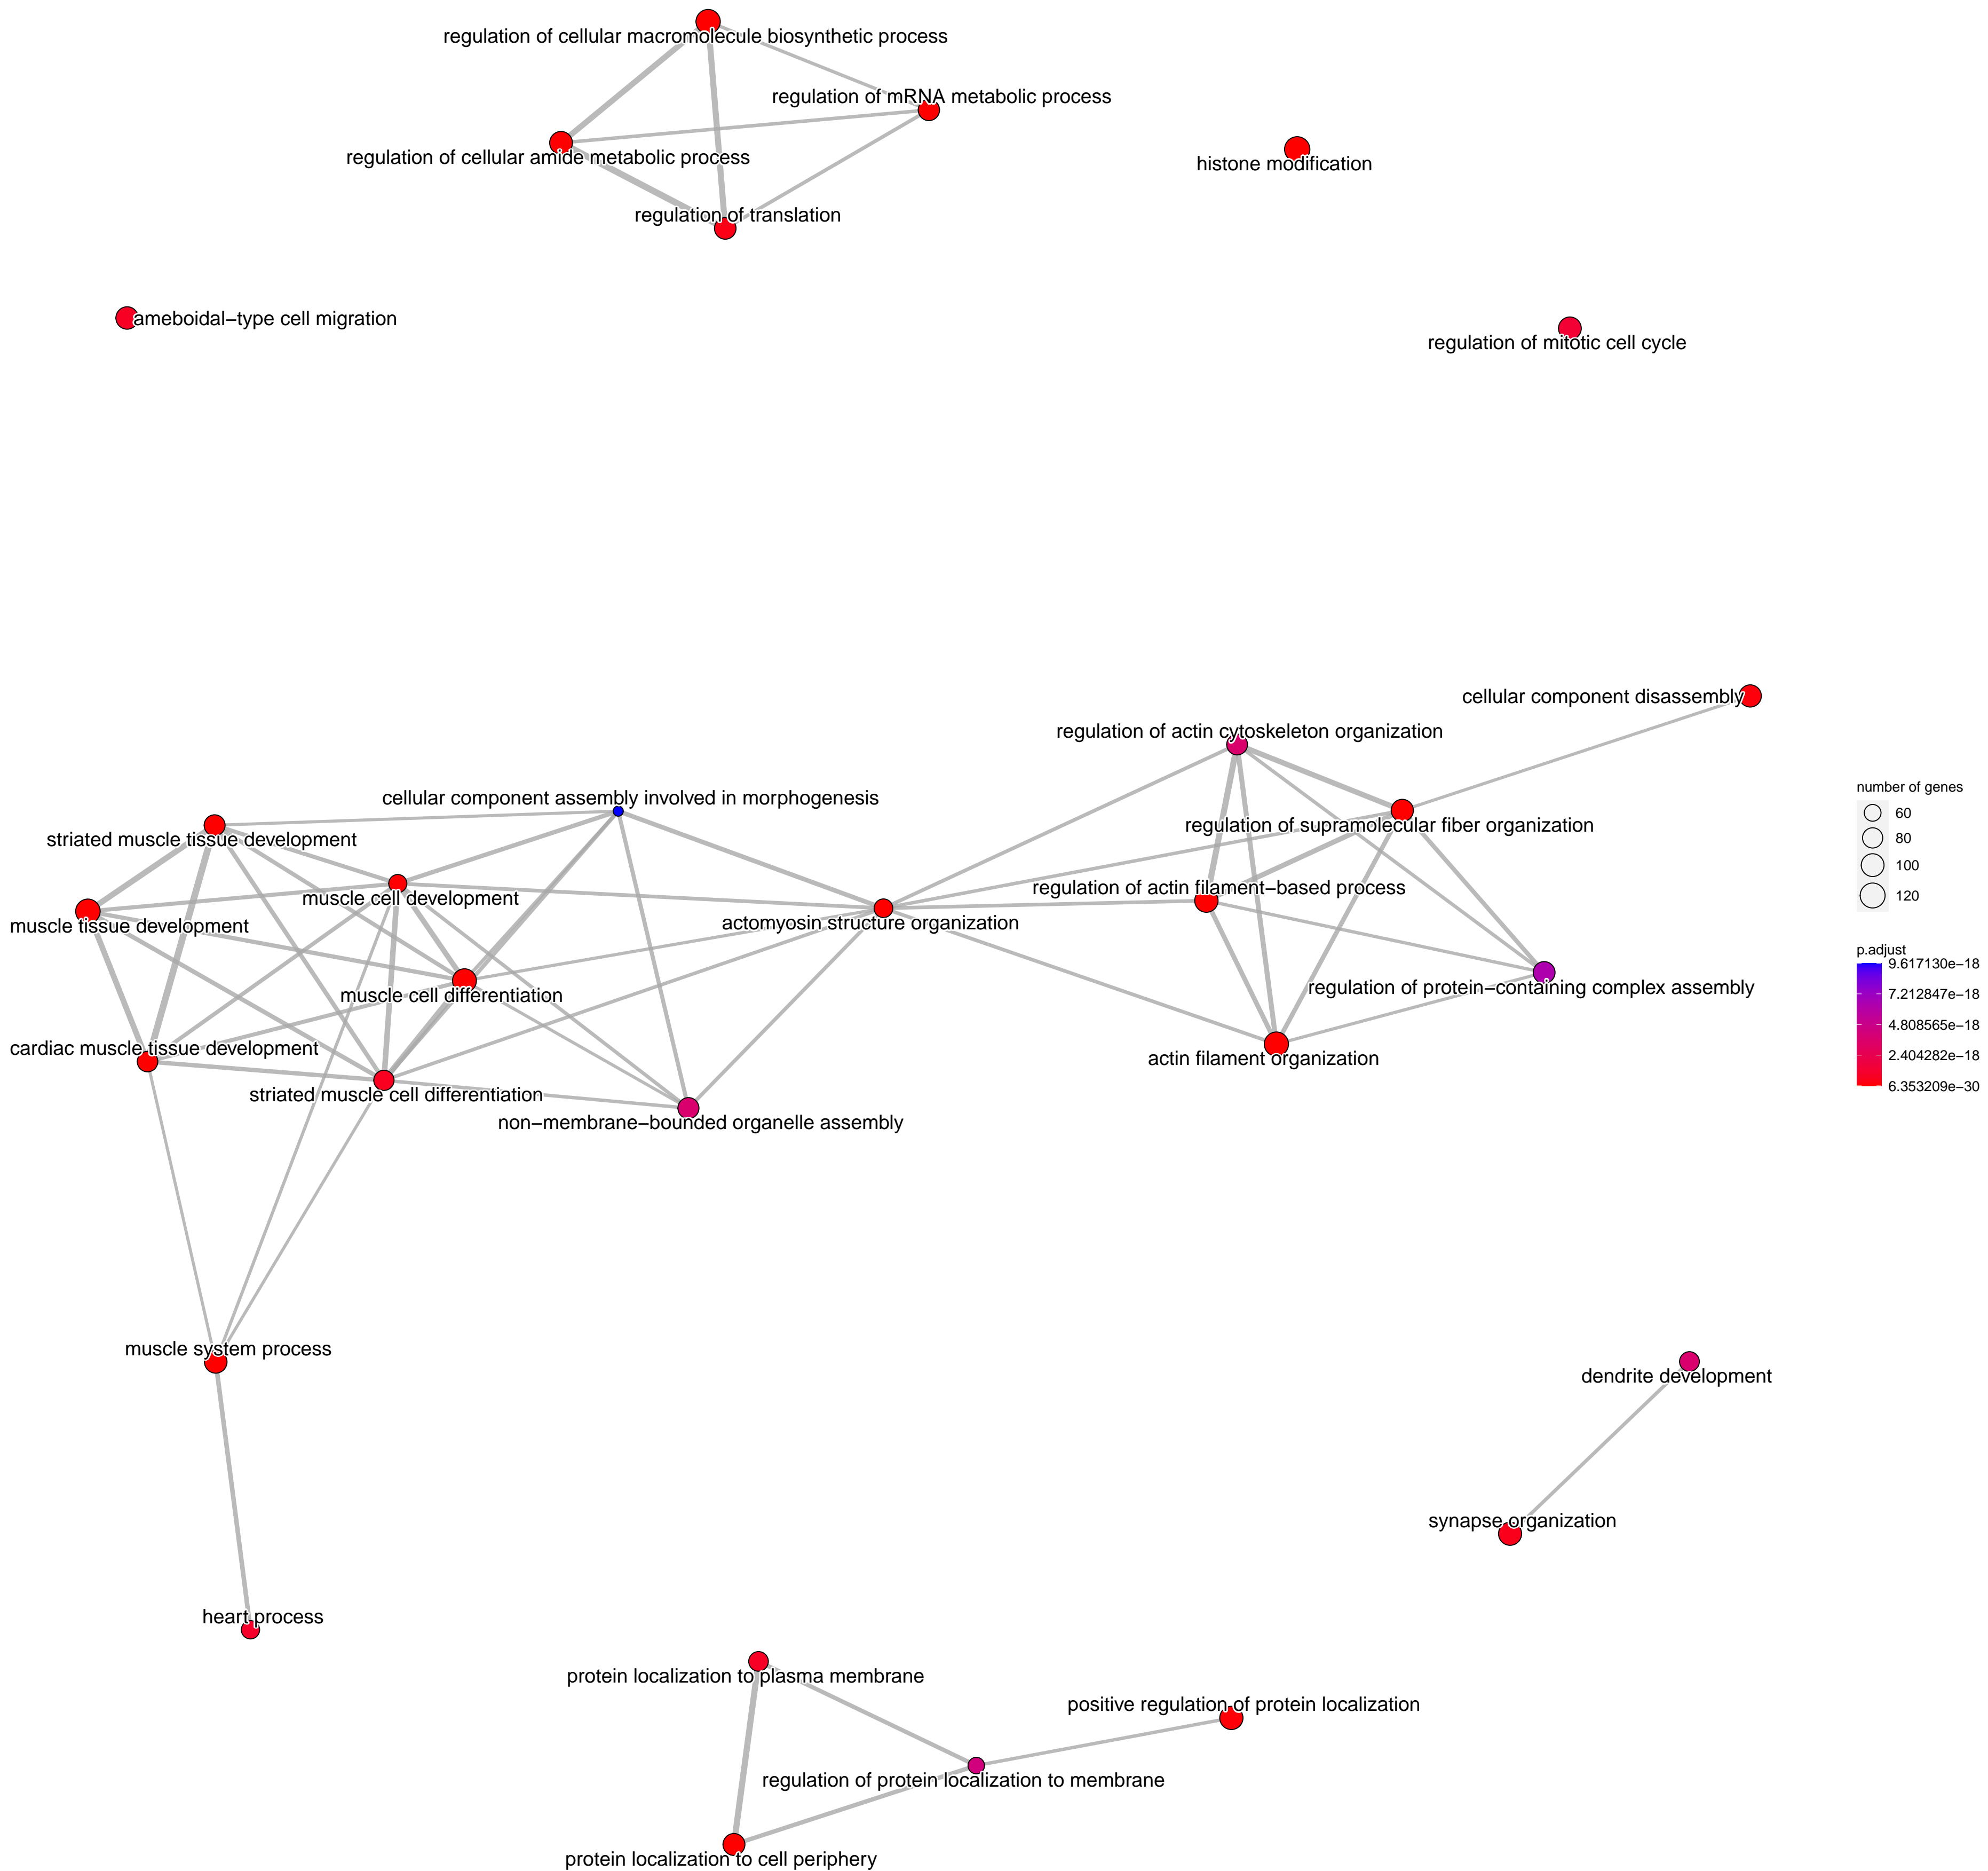 regulation of cellular macromolecule biosynthetic process
regulation of mRNA metabolic process
regulation of cellular amide metabolic process
histone modification
regulation of translation
ameboidal−type cell migration
regulation of mitotic cell cycle
cellular component disassembly
regulation of actin cytoskeleton organization
cellular component assembly involved in morphogenesis
regulation of supramolecular fiber organization
striated muscle tissue development
regulation of actin filament−based process
muscle cell development
actomyosin structure organization
muscle tissue development
regulation of protein−containing complex assembly
muscle cell differentiation
cardiac muscle tissue development
actin filament organization
striated muscle cell differentiation
non−membrane−bounded organelle assembly
number of genes
60
80
100
120
p.adjust
9.617130e−18
7.212847e−18
4.808565e−18
2.404282e−18
6.353209e−30
muscle system process
dendrite development
synapse organization
heart process
protein localization to plasma membrane
positive regulation of protein localization
regulation of protein localization to membrane
protein localization to cell periphery